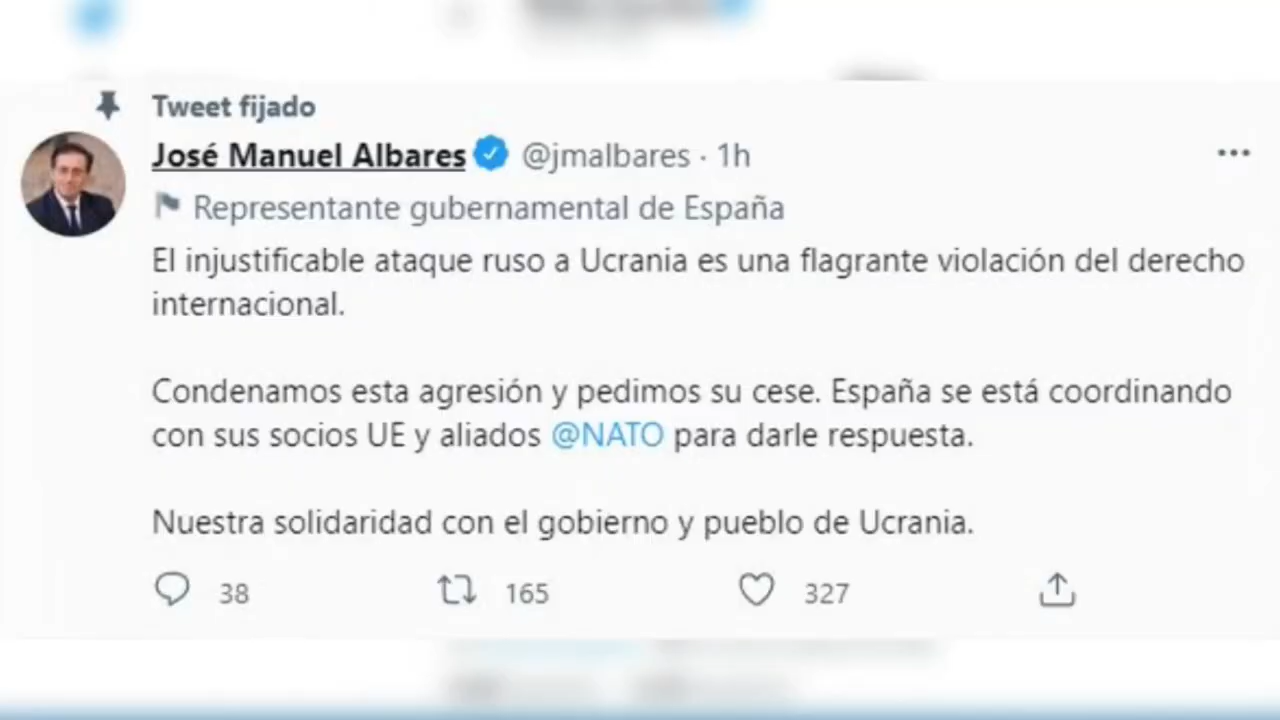 Tweet fijado
José Manuel Albares @jmalbares · 1h
Representante gubernamental de España
El injustificable ataque ruso a Ucrania es una flagrante violación del derecho
internacional.
Condenamos esta agresión y pedimos su cese. España se está coordinando
con sus socios UE y aliados @NATO para darle respuesta.
Nuestra solidaridad con el gobierno y pueblo de Ucrania.
38 165 327